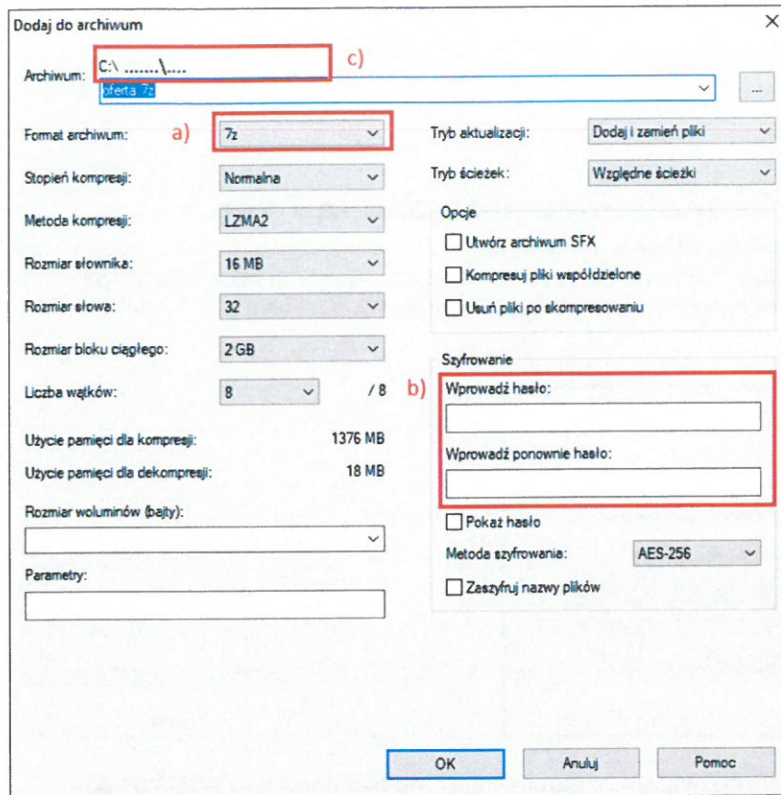 Dodaj do archiwum
Archiwum: C:\ .......\.... c)
oferta.7z ...
Format archiwum: a) 7z
Tryb aktualizacji: Dodaj i zamień pliki
Stopień kompresji: Normalna
Tryb ścieżek: Względne ścieżki
Metoda kompresji: LZMA2
Opcje
Utwórz archiwum SFX
Rozmiar słownika: 16 MB
Kompresuj pliki współdzielone
Rozmiar słowa: 32
Usuń pliki po skompresowaniu
Rozmiar bloku ciągłego: 2 GB
Szyfrowanie
Liczba wątków: 8 / 8
b) Wprowadź hasło:
Użycie pamięci dla kompresji: 1376 MB
Wprowadź ponownie hasło:
Użycie pamięci dla dekompresji: 18 MB
Rozmiar woluminów (bajty):
Pokaż hasło
Metoda szyfrowania: AES-256
Parametry:
Zaszyfruj nazwy plików
OK Anuluj Pomoc